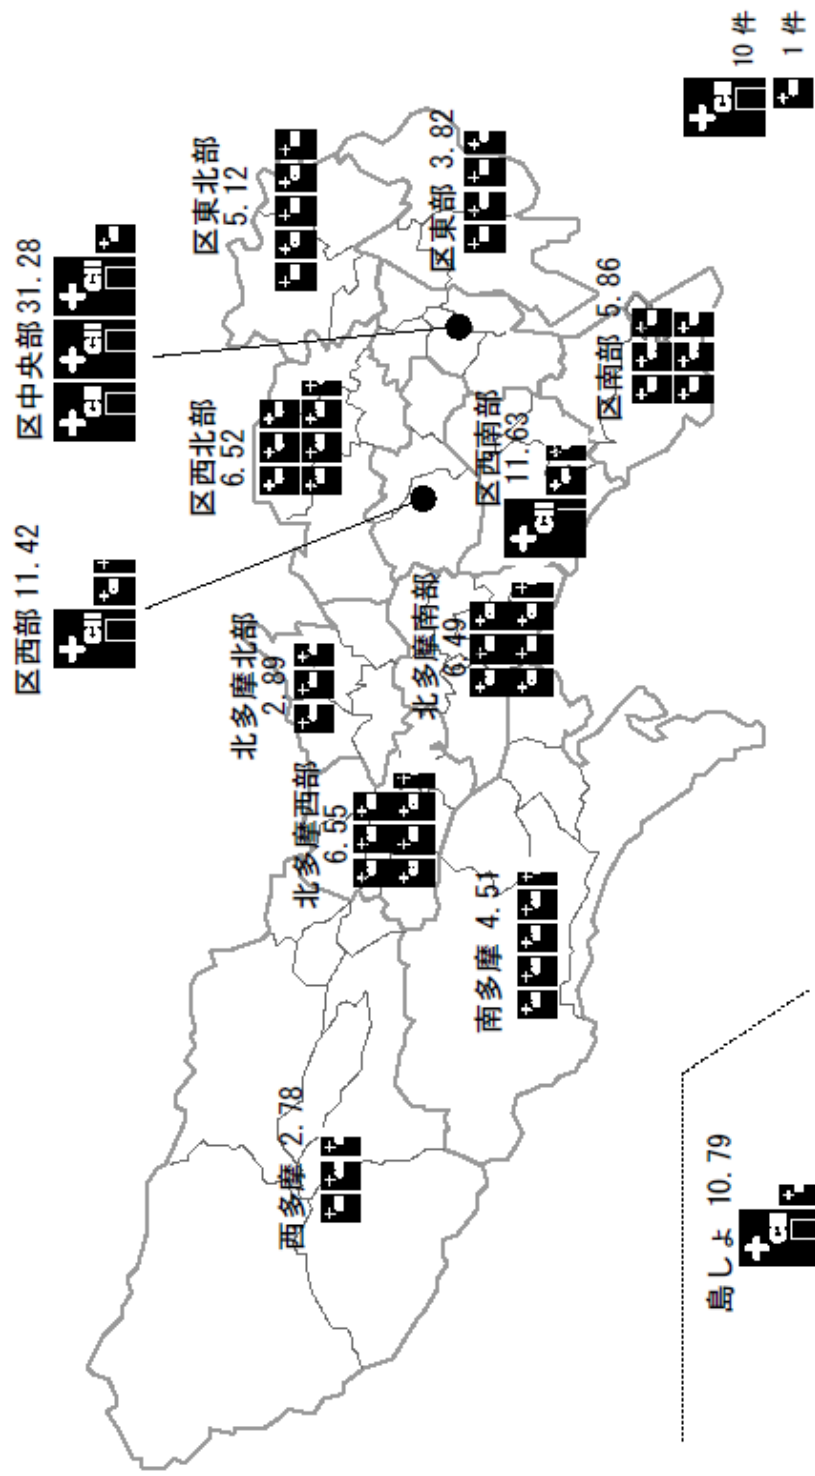 区中央部 31.28
区西部 11.42
区東北部
5.12
区西北部
6.52
区東部 3.82
北多摩北部
2.89
区西南部
11.63
区南部 5.86
北多摩南部
6.49
北多摩西部
6.55
南多摩 4.51
西多摩 2.78
島しょ 10.79
10 件
1 件